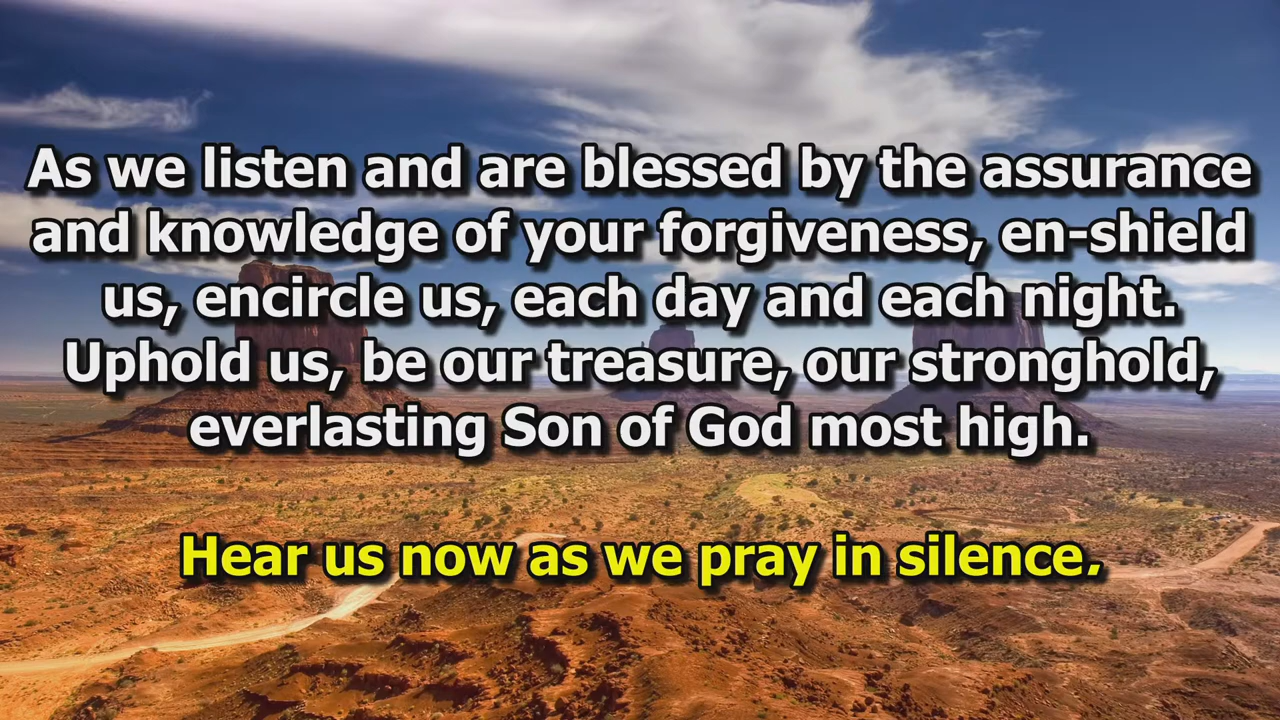 As we listen and are blessed by the assurance
and knowledge of your forgiveness, en-shield
us, encircle us, each day and each night.
Uphold us, be our treasure, our stronghold,
everlasting Son of God most high.
Hear us now as we pray in silence.